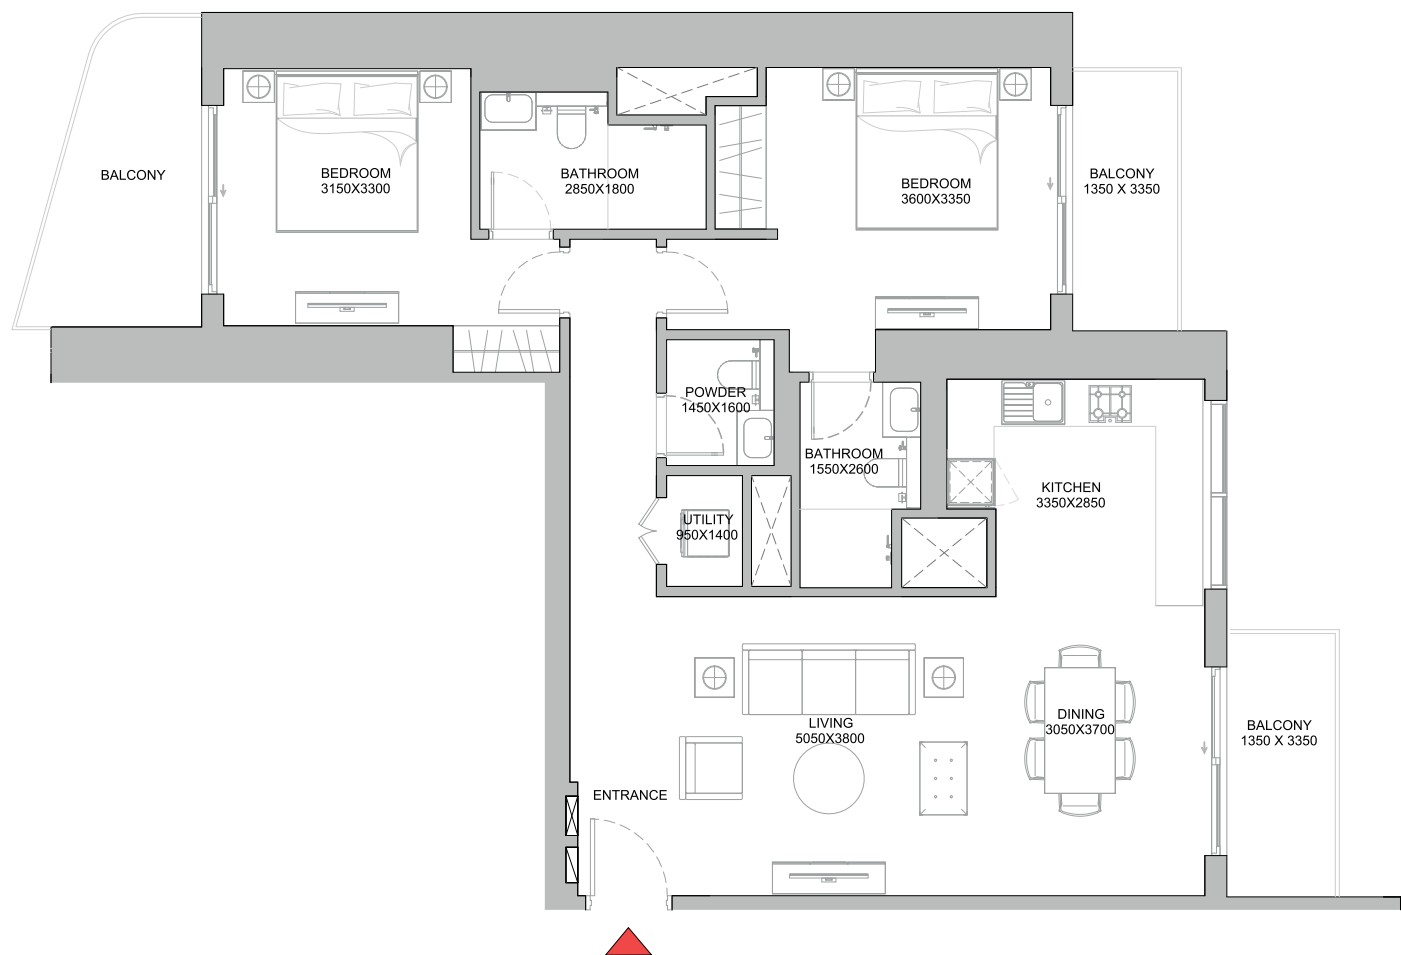 BALCONY
BEDROOM
3150X3300
BATHROOM
2850X1800
BEDROOM
3600X3350
BALCONY
1350 X 3350
POWDER
1450X1600
BATHROOM
1550X2600
KITCHEN
3350X2850
UTILITY
950X1400
LIVING
5050X3800
DINING
3050X3700
BALCONY
1350 X 3350
ENTRANCE